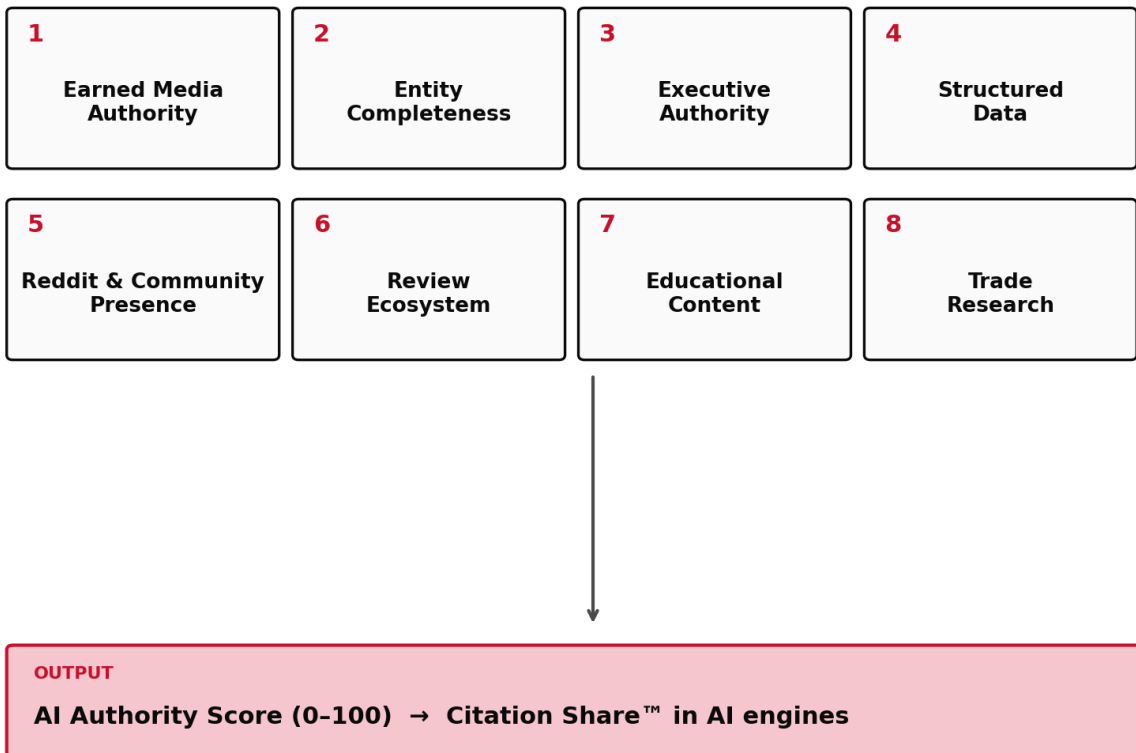 1
Earned Media
Authority
2
Entity
Completeness
3
Executive
Authority
4
Structured
Data
5
Reddit & Community
Presence
6
Review
Ecosystem
7
Educational
Content
8
Trade
Research
OUTPUT
AI Authority Score (0–100) → Citation Share™ in AI engines